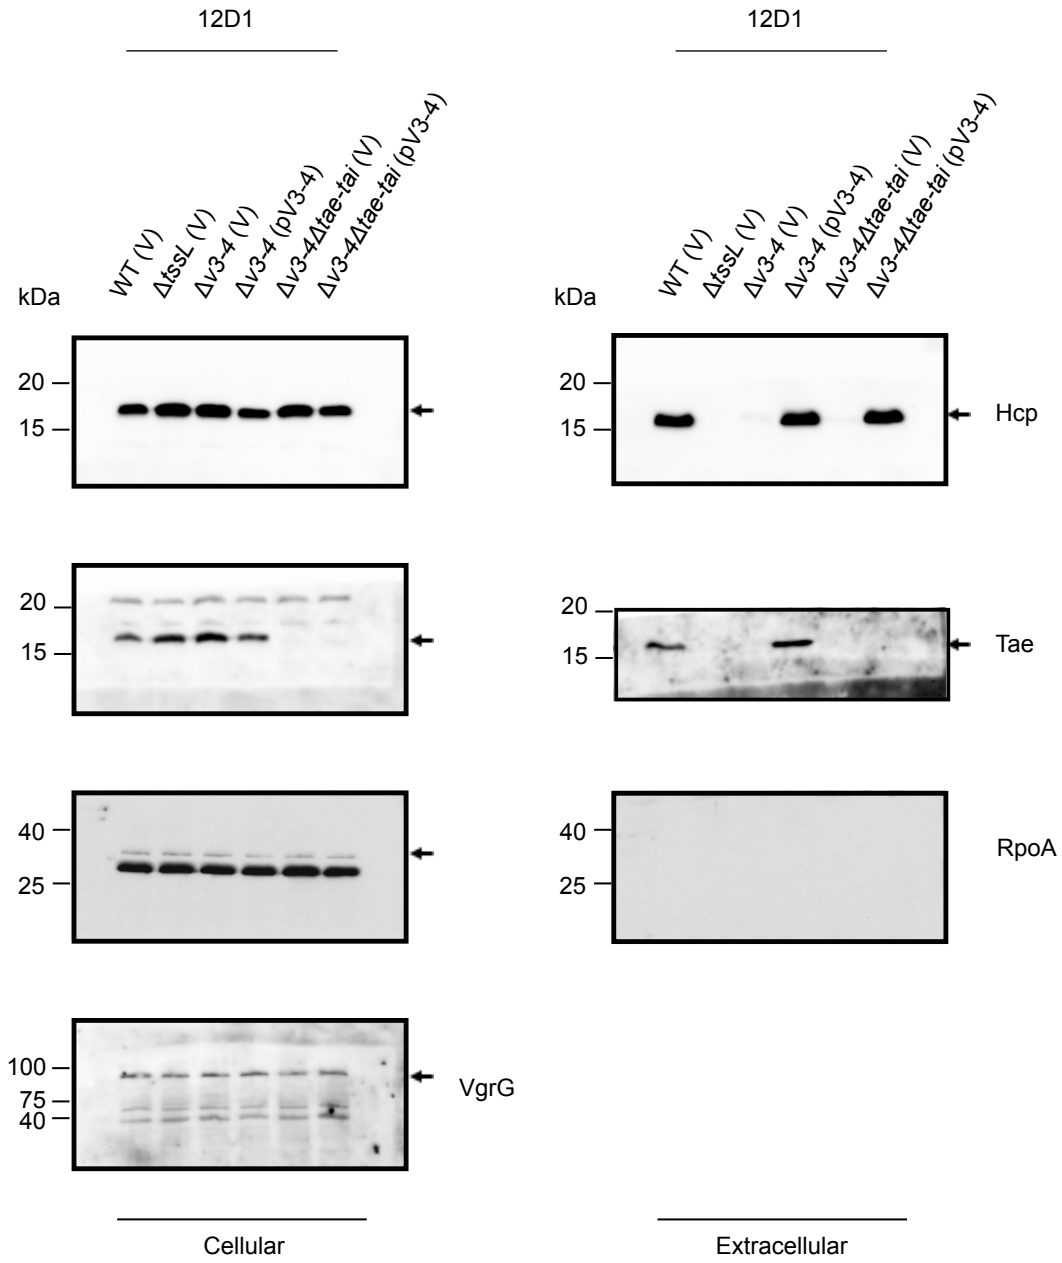 12D1
WT (V)
ΔtssL (V)
Δv3-4 (V)
Δv3-4 (pV3-4)
Δv3-4Δtae-tai (V)
Δv3-4Δtae-tai (pV3-4)
kDa
20
15
20
15
40
25
100
75
40
VgrG
Cellular
12D1
WT (V)
ΔtssL (V)
Δv3-4 (V)
Δv3-4 (pV3-4)
Δv3-4Δtae-tai (V)
Δv3-4Δtae-tai (pV3-4)
kDa
20
15
Hcp
20
15
Tae
40
25
RpoA
Extracellular